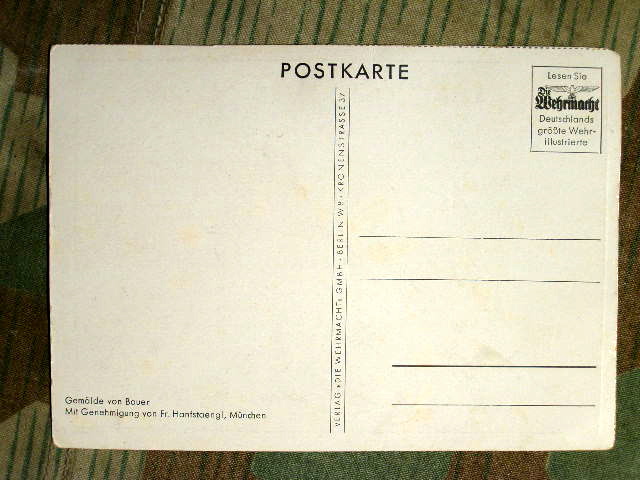 POSTKARTE
Lesen Sie
Die
Wehrmacht
Deutschlands
größte Wehr-
illustrierte
VERLAG »DIE WEHRMACHT« GMBH · BERLIN W 8 · KRONENSTRASSE 37
Gemälde von Bauer
Mit Genehmigung von Fr. Hanfstaengl, München